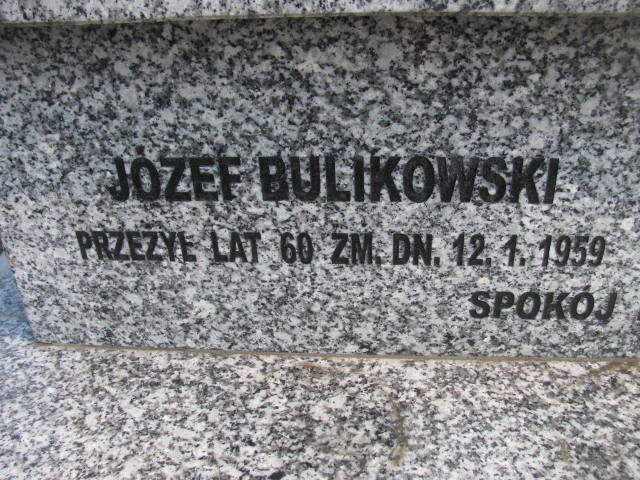 JÓZEF BULIKOWSKI
PRZEŻYŁ LAT 60 ZM. DN. 12. 1. 1959
SPOKÓJ